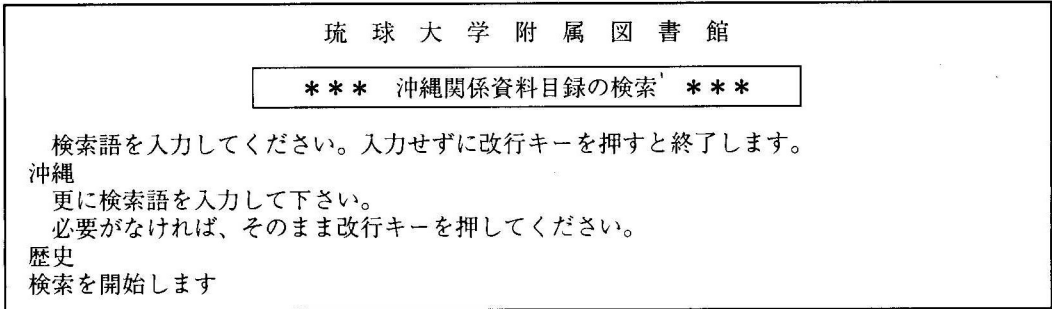 琉球大学附属図書館
*** 沖縄関係資料目録の検索 ***
検索語を入力してください。入力せずに改行キーを押すと終了します。
沖縄
更に検索語を入力して下さい。
必要がなければ、そのまま改行キーを押してください。
歴史
検索を開始します